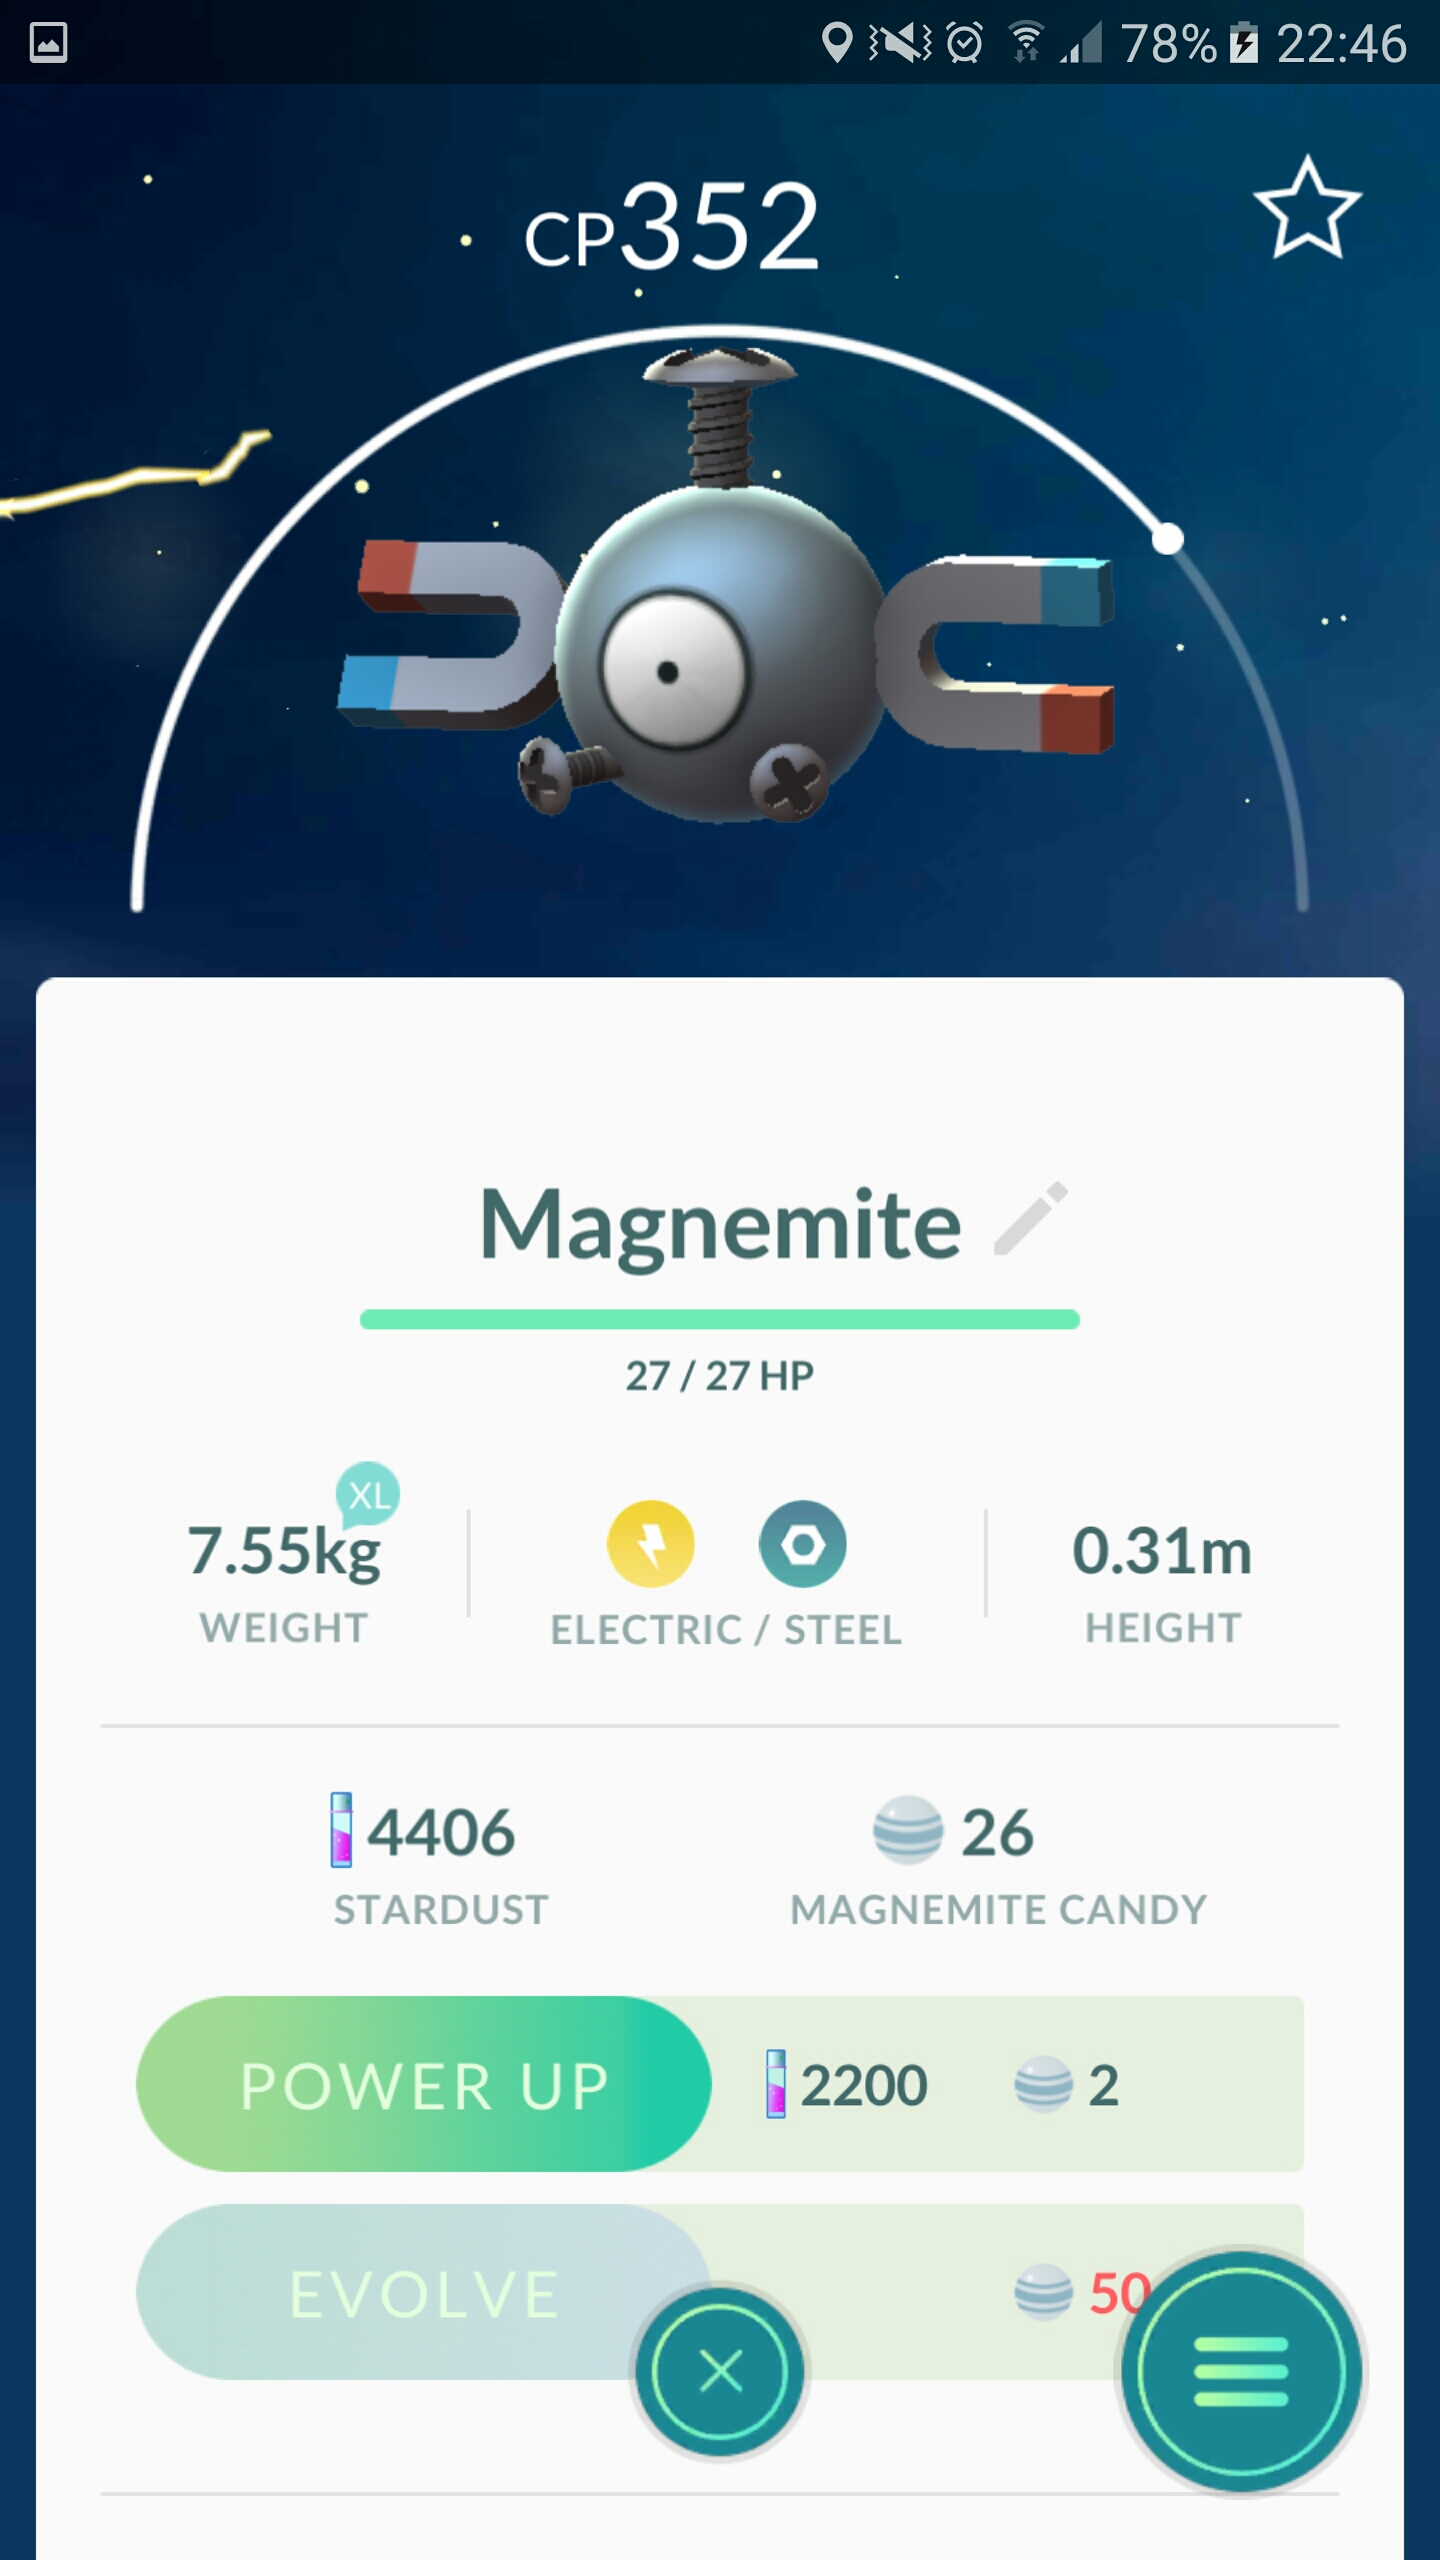 78% 22:46
CP352
Magnemite
27 / 27 HP
XL
7.55kg
WEIGHT
ELECTRIC / STEEL
0.31m
HEIGHT
4406
STARDUST
26
MAGNEMITE CANDY
POWER UP 2200 2
EVOLVE 50